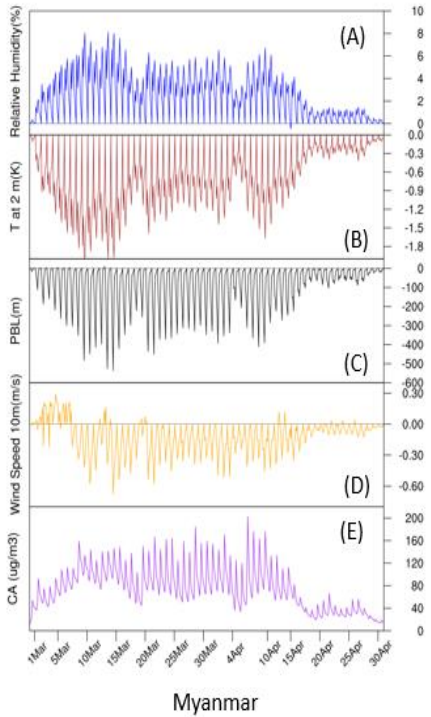 Relative Humidity(%)
(A)
10
8
6
4
2
0
T at 2 m(K)
(B)
0.0
-0.3
-0.6
-0.9
-1.2
-1.5
-1.8
PBL(m)
(C)
0
-100
-200
-300
-400
-500
-600
Wind Speed 10m(m/s)
(D)
0.30
0.00
-0.30
-0.60
CA (ug/m3)
(E)
200
160
120
80
40
0
1Mar 5Mar 10Mar 15Mar 20Mar 25Mar 30Mar 4Apr 10Apr 15Apr 20Apr 25Apr 30Apr
Myanmar